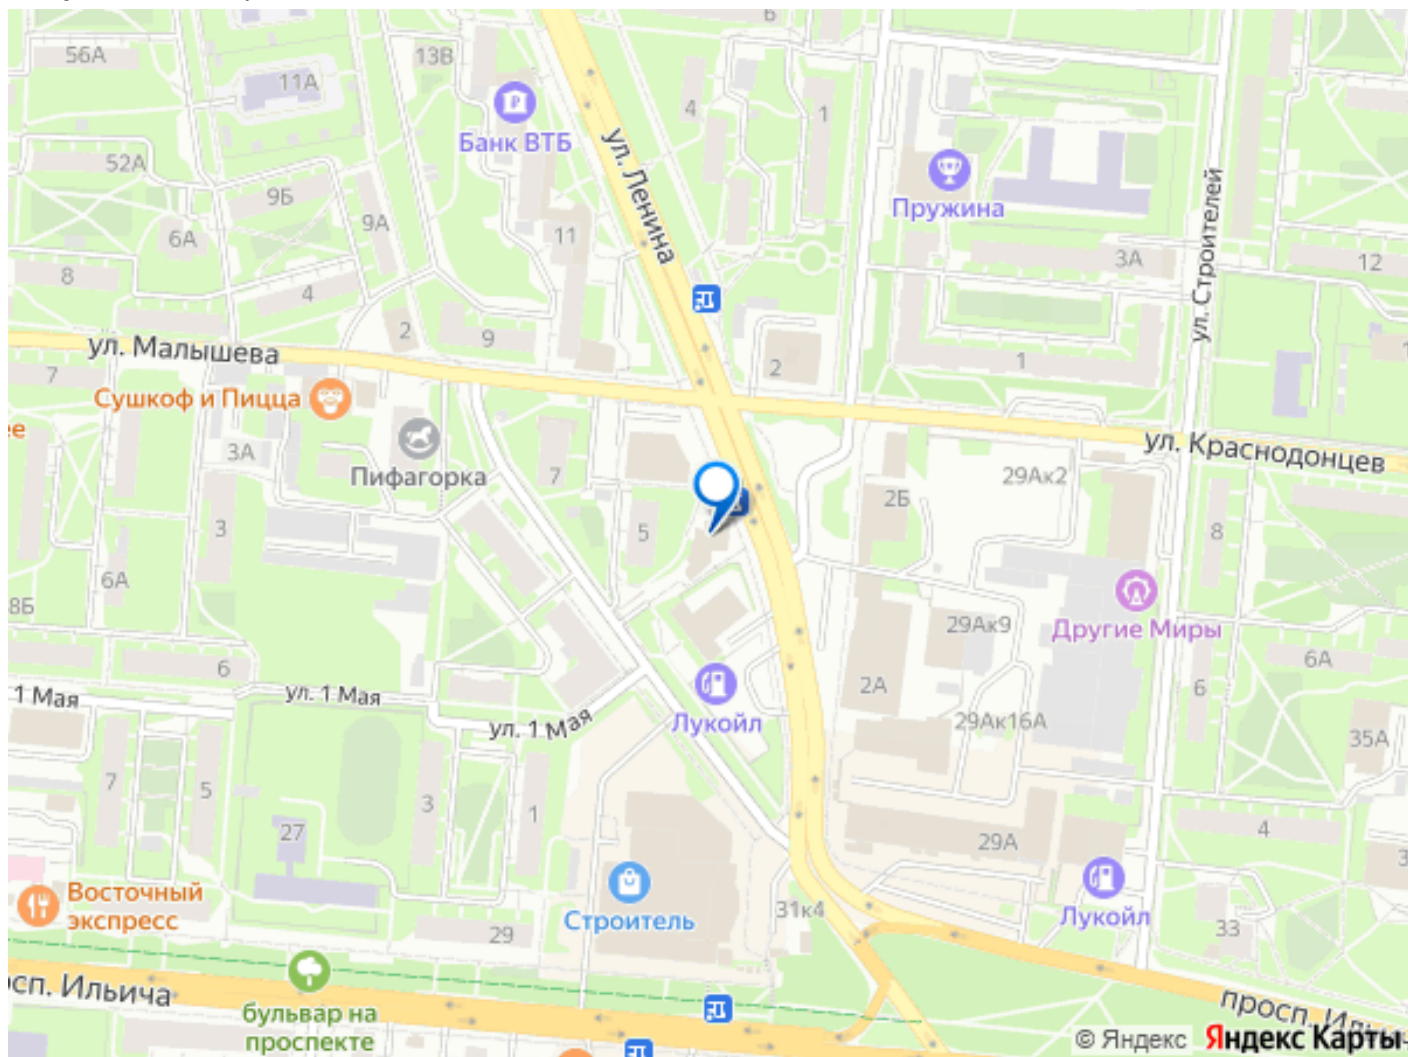 56А
13В
Б
11А
4
1
Банк ВТБ
ул. Ленина
52А
9Б
9А
11
6А
Пружина
ул. Строителей
3А
12
8
4
2
9
ул. Малышева
7
2
1
Сушкоф и Пицца
ее
3А
Пифагорка
7
ул. Краснодонцев
29Ак2
2Б
8
3
5
6А
8Б
29Ак9
Другие Миры
6А
6
2А
6
1 Мая
ул. 1 Мая
ул. 1 Мая
Лукойл
29Ак16А
35А
7
5
3
1
27
29А
4
Восточный
экспресс
Строитель
31к4
Лукойл
33
29
осп. Ильича
бульвар на
проспекте
просп. Ильи
© Яндекс Яндекс Карты